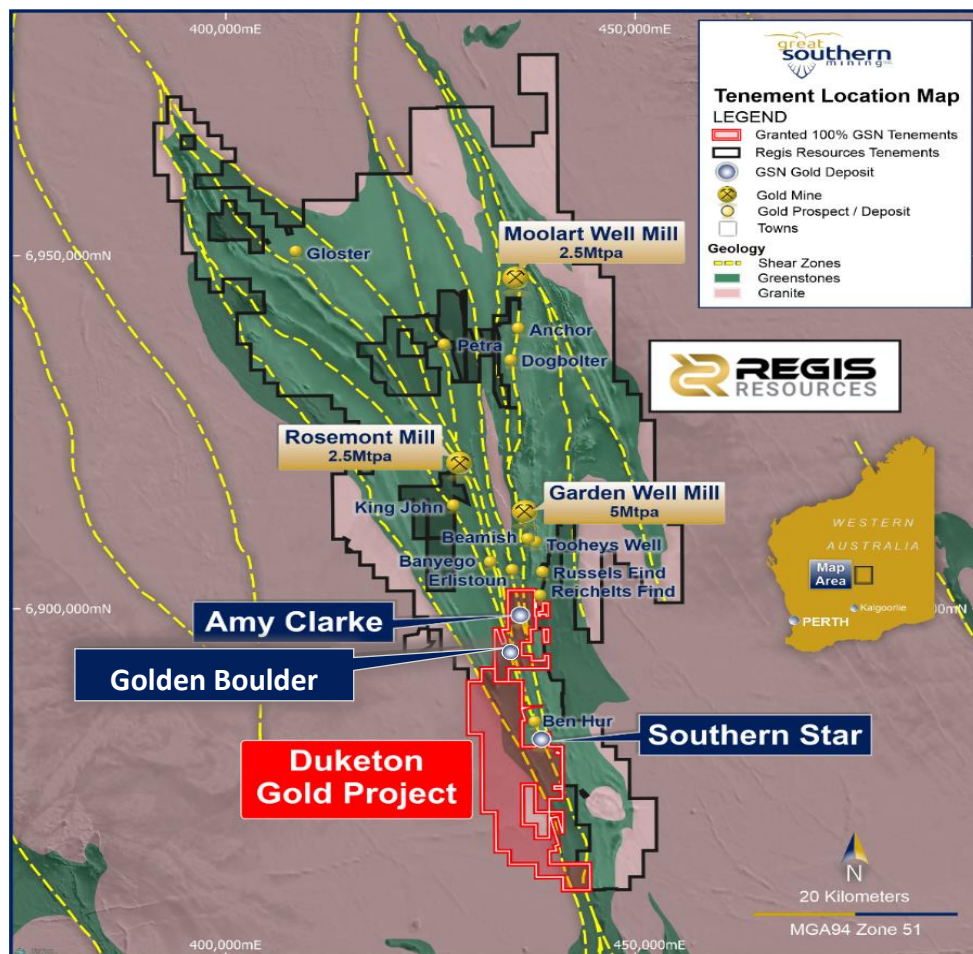 400,000mE
450,000mE
great
southern
mining
Tenement Location Map
LEGEND
Granted 100% GSN Tenements
Regis Resources Tenements
GSN Gold Deposit
Gold Mine
Gold Prospect / Deposit
Towns
Geology
Shear Zones
Greenstones
Granite
6,950,000mN
Gloster
Moolart Well Mill
2.5Mtpa
Anchor
Petra
Dogbolter
REGIS
RESOURCES
Rosemont Mill
2.5Mtpa
King John
Garden Well Mill
5Mtpa
Beamish
Tooheys Well
Banyego
Erlistoun
Russels Find
Reichelts Find
WESTERN
AUSTRALIA
Map
Area
Kalgoorlie
PERTH
6,900,000mN
00mN
Amy Clarke
Golden Boulder
Ben Hur
Southern Star
Duketon
Gold Project
N
20 Kilometers
MGA94 Zone 51
400,000mE
450,000mE